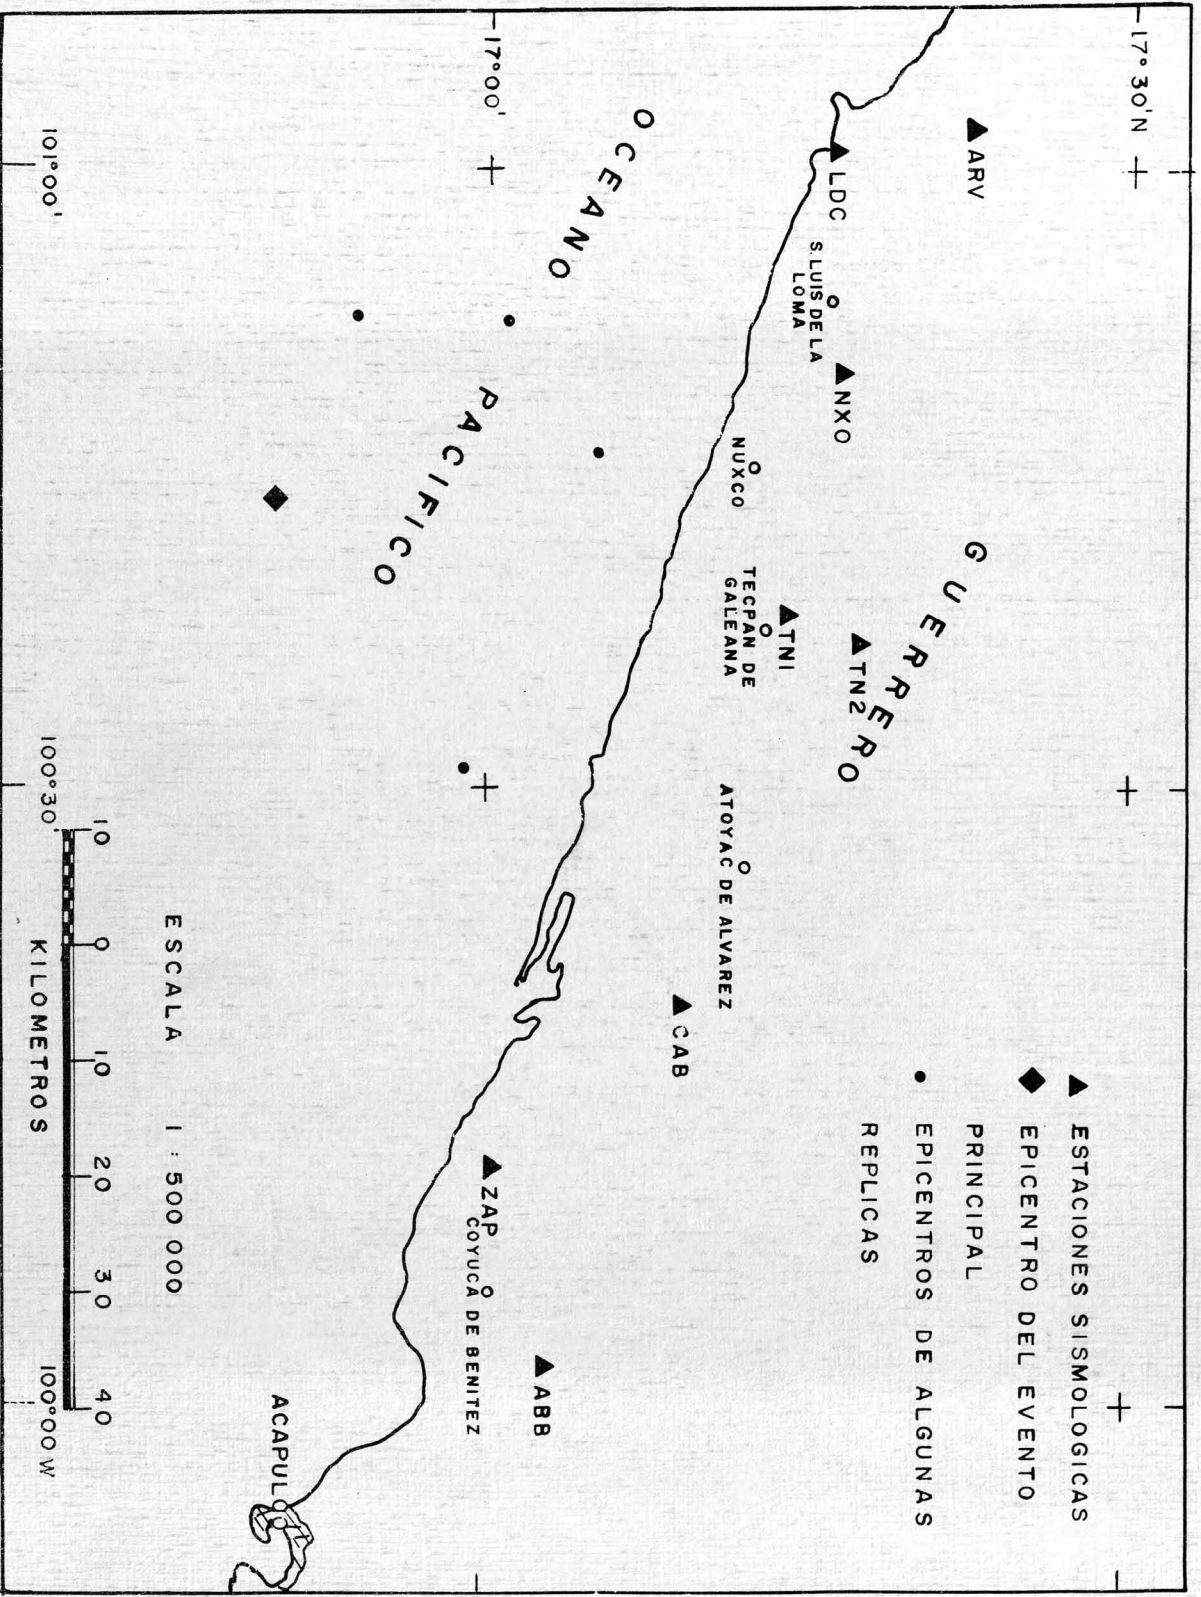 17° 30' N
17° 00'
101° 00'
100° 30
100° 00 W
▲ ARV
▲ LDC
S. LUIS DE LA
LOMA
▲ NXO
NUXCO
TECPAN DE
GALEANA
▲ TN1
▲ TN2
GUERRERO
OCEANO PACIFICO
ATOYAC DE ALVAREZ
▲ CAB
▲ ZAP
COYUCA DE BENITEZ
▲ ABB
ACAPULCO
▲ ESTACIONES SISMOLOGICAS
◆ EPICENTRO DEL EVENTO
PRINCIPAL
• EPICENTROS DE ALGUNAS
REPLICAS
ESCALA 1 : 500 000
10 0 10 20 30 40
KILOMETROS